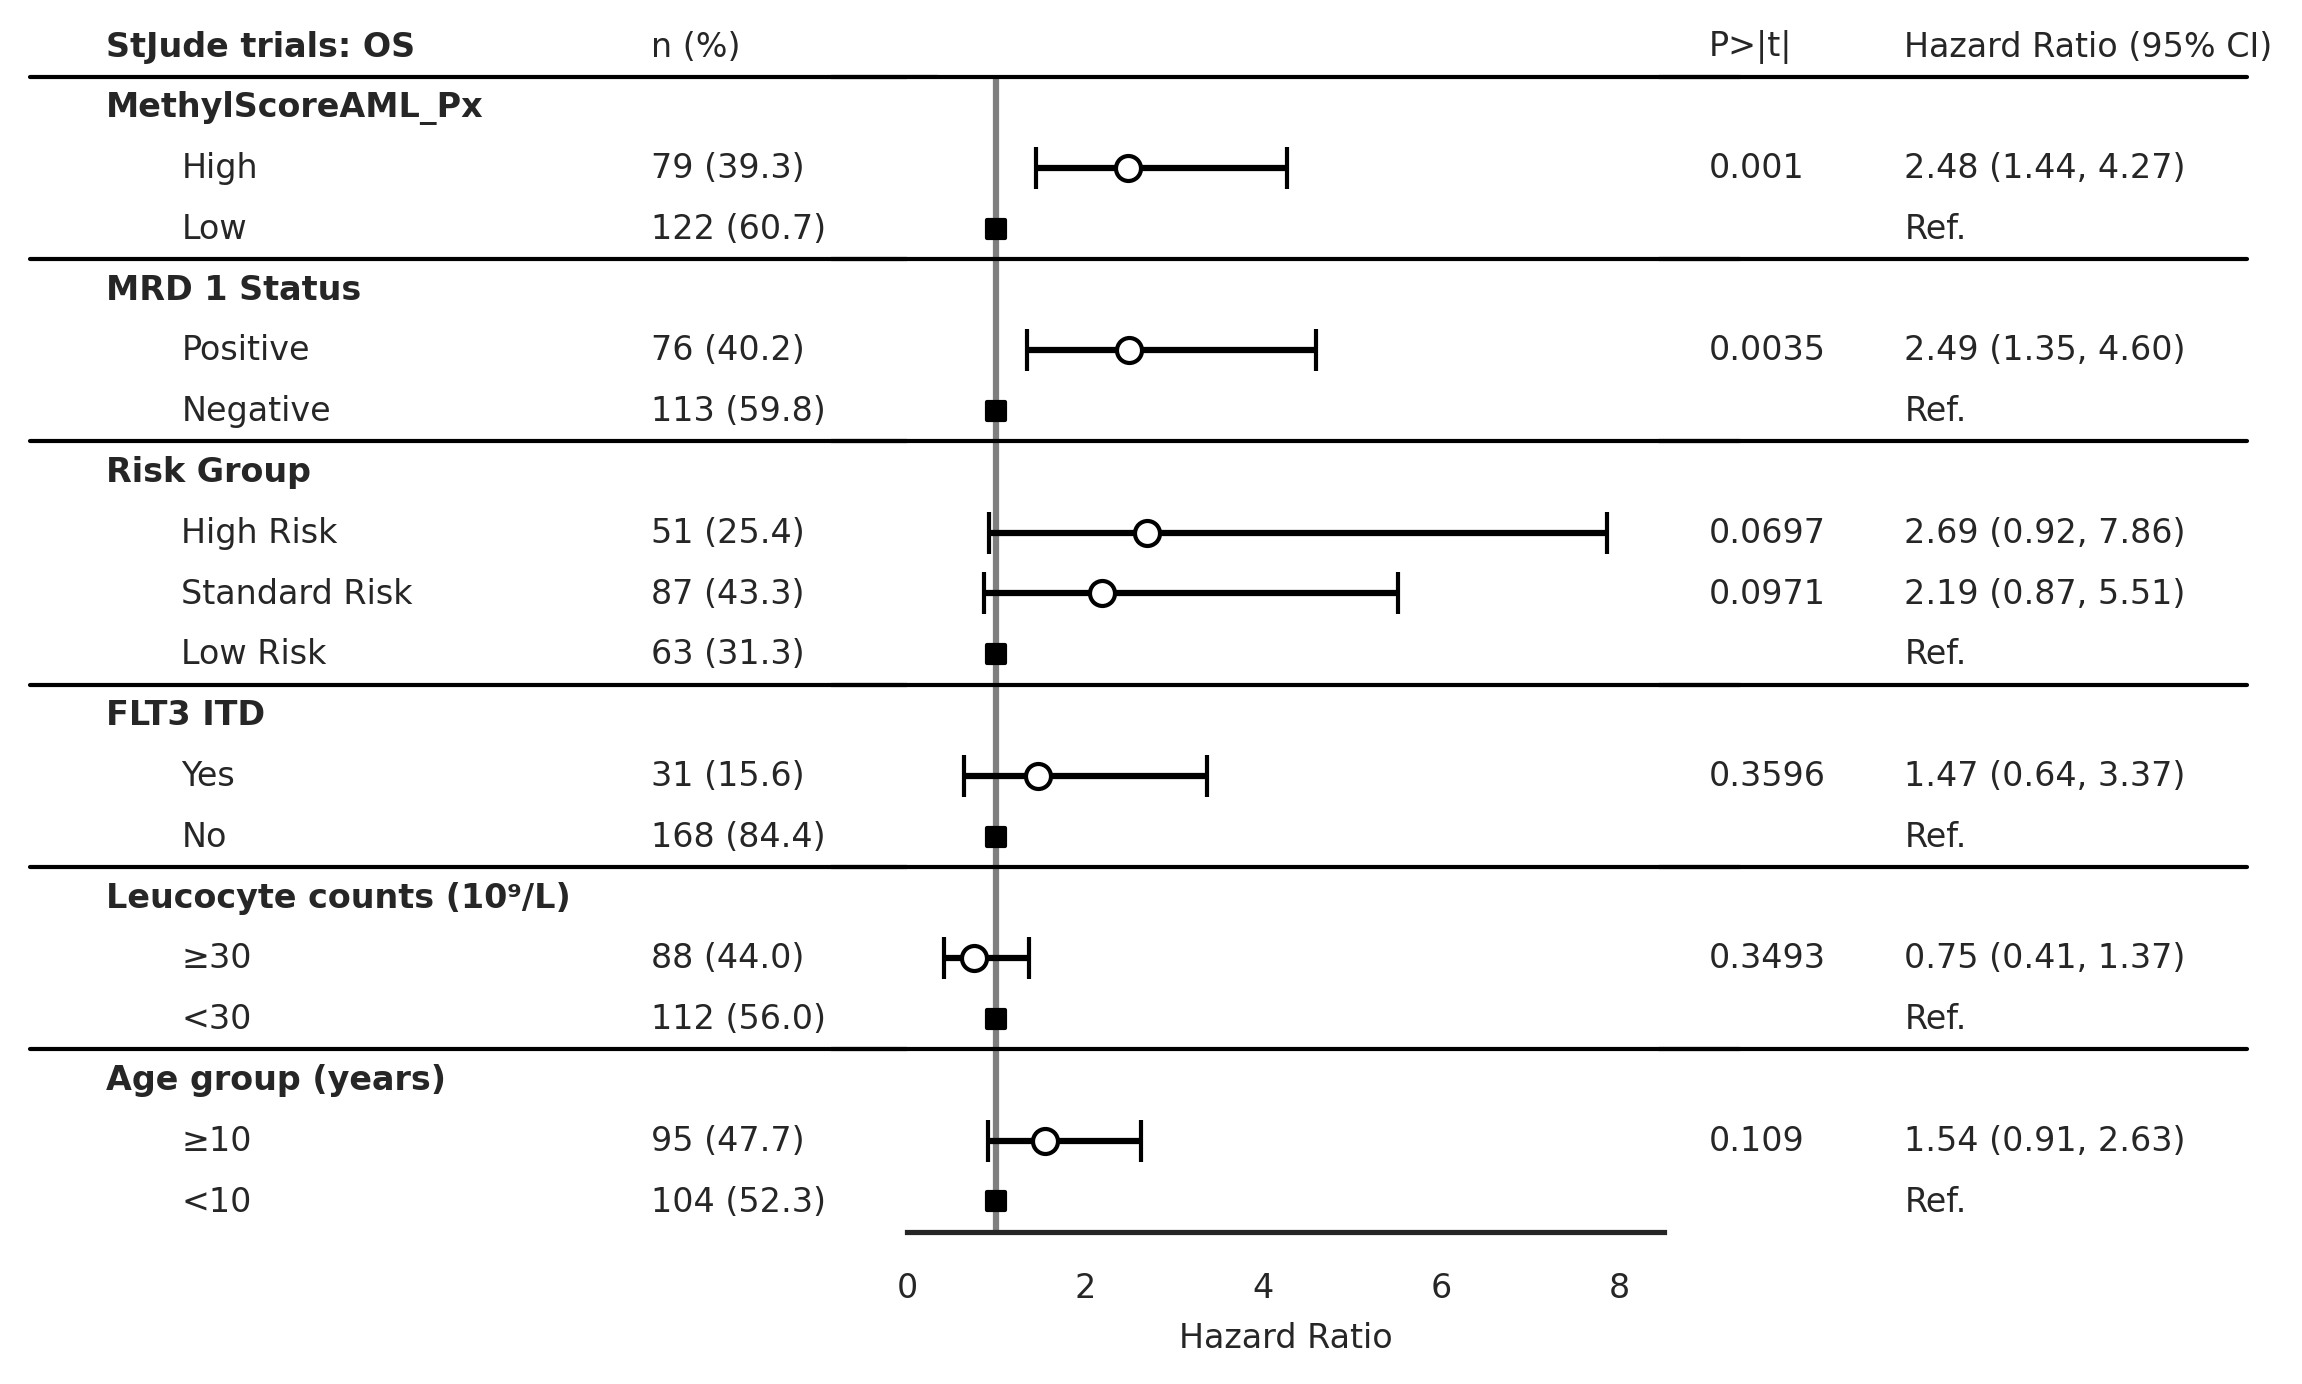 StJude trials: OS n (%) P>|t| Hazard Ratio (95% CI)
MethylScoreAML_Px
High 79 (39.3) 0.001 2.48 (1.44, 4.27)
Low 122 (60.7) Ref.
MRD 1 Status
Positive 76 (40.2) 0.0035 2.49 (1.35, 4.60)
Negative 113 (59.8) Ref.
Risk Group
High Risk 51 (25.4) 0.0697 2.69 (0.92, 7.86)
Standard Risk 87 (43.3) 0.0971 2.19 (0.87, 5.51)
Low Risk 63 (31.3) Ref.
FLT3 ITD
Yes 31 (15.6) 0.3596 1.47 (0.64, 3.37)
No 168 (84.4) Ref.
Leucocyte counts (10⁹/L)
≥30 88 (44.0) 0.3493 0.75 (0.41, 1.37)
<30 112 (56.0) Ref.
Age group (years)
≥10 95 (47.7) 0.109 1.54 (0.91, 2.63)
<10 104 (52.3) Ref.
0 2 4 6 8
Hazard Ratio